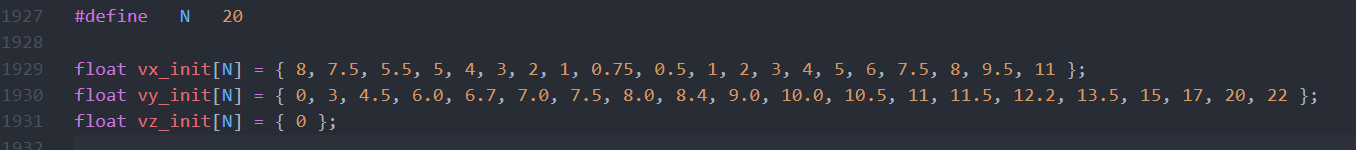 1927 #define N 20
1928
1929 float vx_init[N] = { 8, 7.5, 5.5, 5, 4, 3, 2, 1, 0.75, 0.5, 1, 2, 3, 4, 5, 6, 7.5, 8, 9.5, 11 };
1930 float vy_init[N] = { 0, 3, 4.5, 6.0, 6.7, 7.0, 7.5, 8.0, 8.4, 9.0, 10.0, 10.5, 11, 11.5, 12.2, 13.5, 15, 17, 20, 22 };
1931 float vz_init[N] = { 0 };
1932